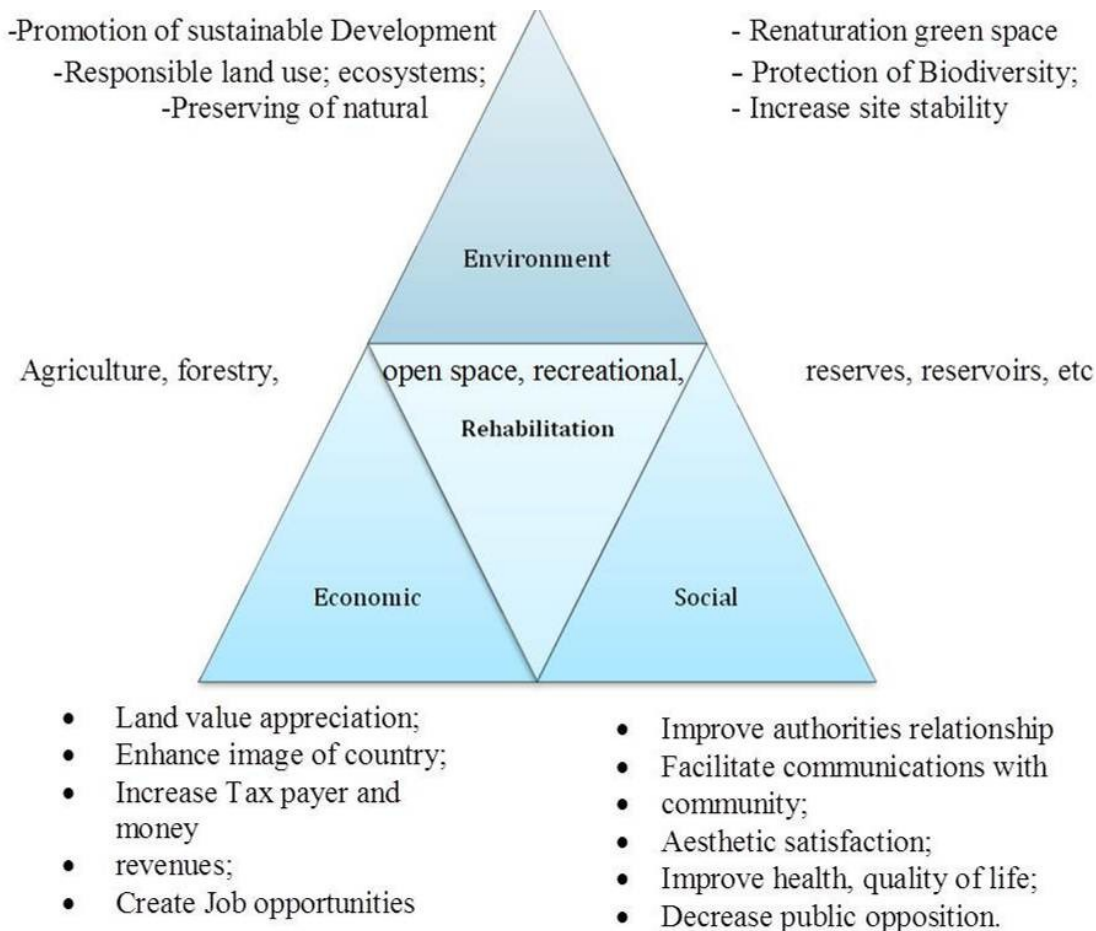 -Promotion of sustainable Development
-Responsible land use; ecosystems;
-Preserving of natural
- Renaturation green space
- Protection of Biodiversity;
- Increase site stability
Environment
Agriculture, forestry, open space, recreational, reserves, reservoirs, etc
Rehabilitation
Economic
Social
• Land value appreciation;
• Enhance image of country;
• Increase Tax payer and
money
• revenues;
• Create Job opportunities
• Improve authorities relationship
• Facilitate communications with
• community;
• Aesthetic satisfaction;
• Improve health, quality of life;
• Decrease public opposition.